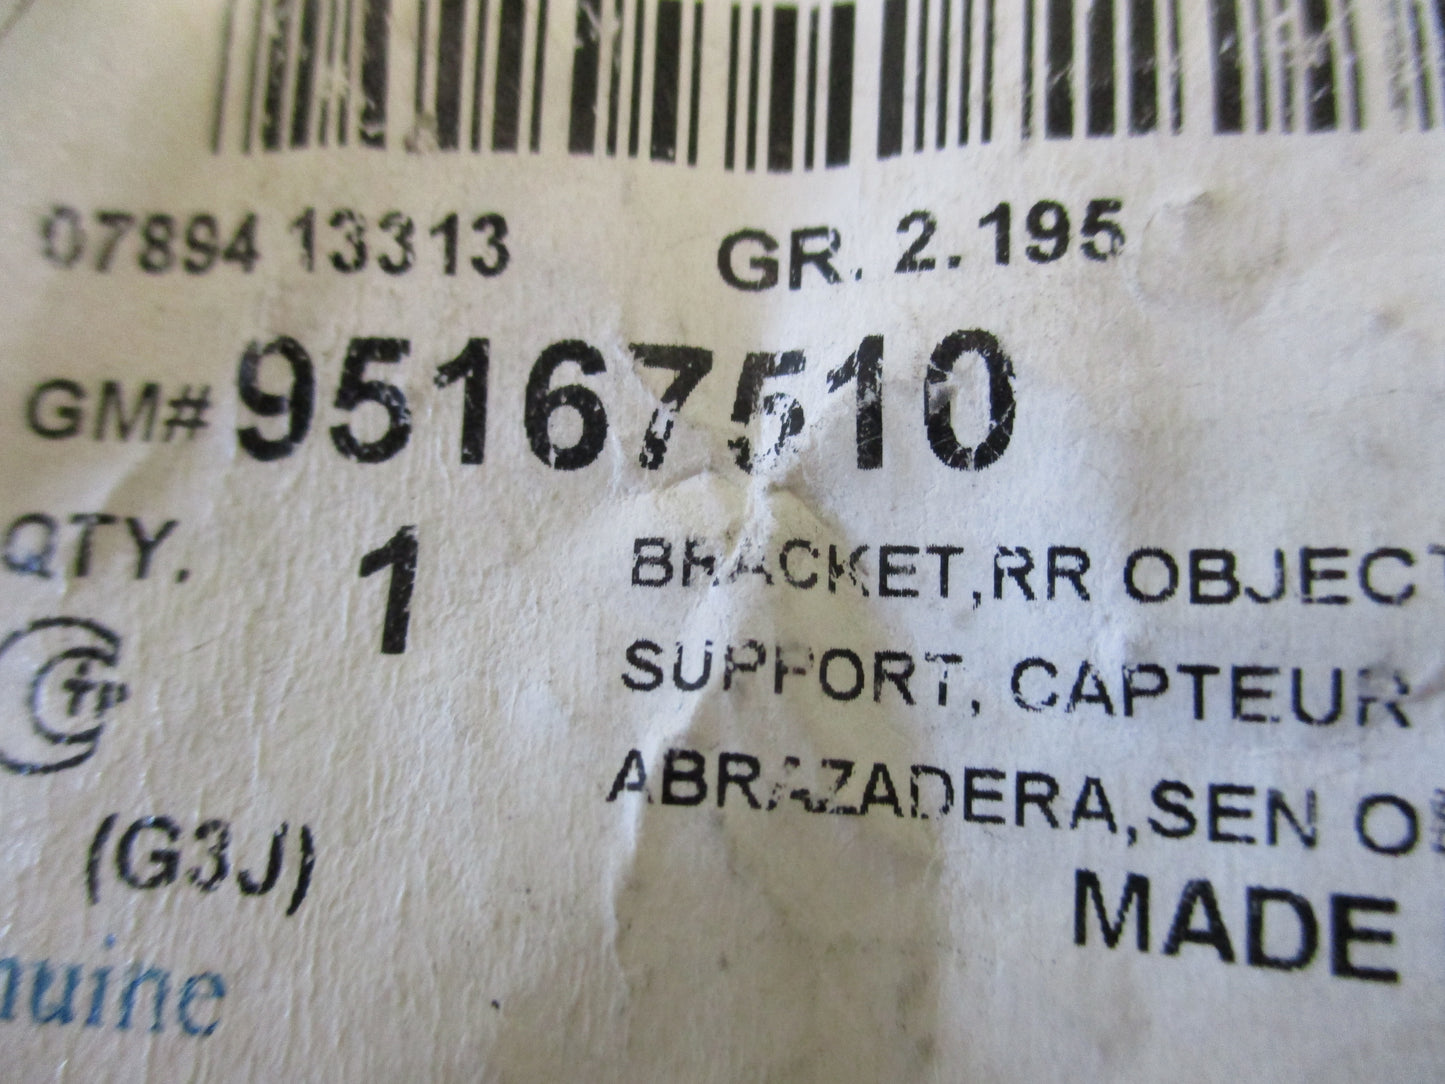 07894 13313
GR. 2.195
GM# 95167510
QTY. 1
BRACKET,RR OBJECT
SUPPORT, CAPTEUR
ABRAZADERA,SEN O
(G3J)
MADE
nuine